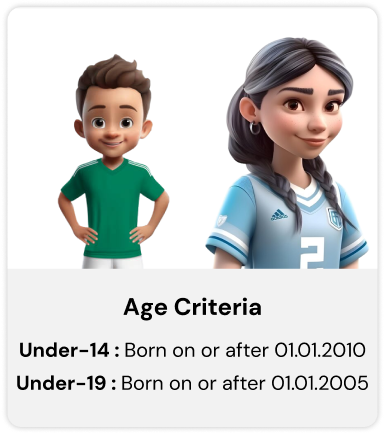 2
Age Criteria
Under-14 : Born on or after 01.01.2010
Under-19 : Born on or after 01.01.2005